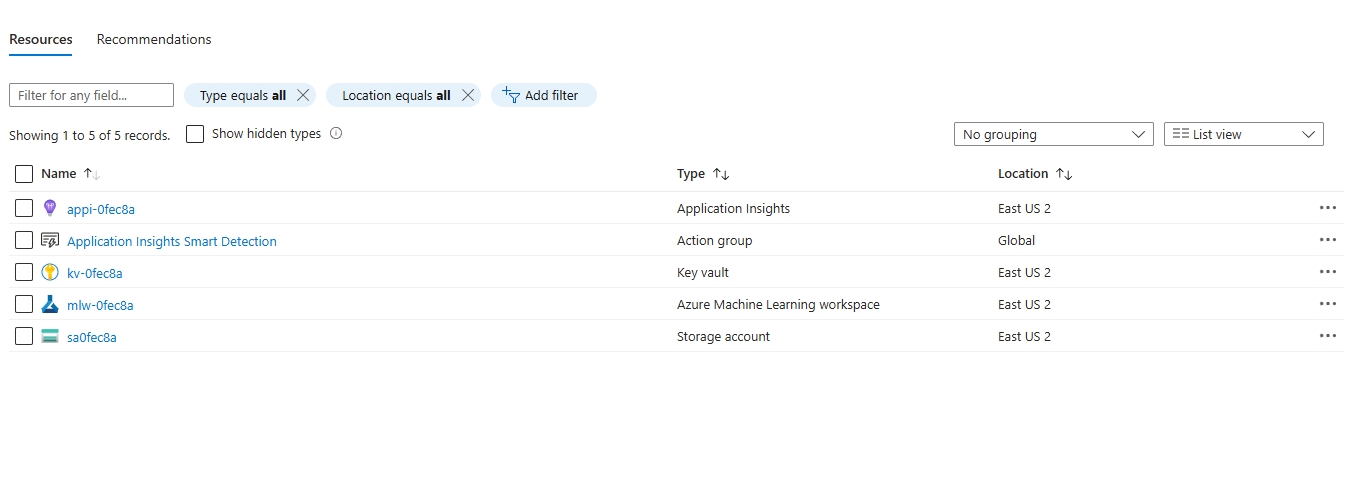 Resources Recommendations
Filter for any field... Type equals all Location equals all Add filter
Showing 1 to 5 of 5 records. Show hidden types No grouping List view
Name Type Location
appi-0fec8a Application Insights East US 2
Application Insights Smart Detection Action group Global
kv-0fec8a Key vault East US 2
mlw-0fec8a Azure Machine Learning workspace East US 2
sa0fec8a Storage account East US 2